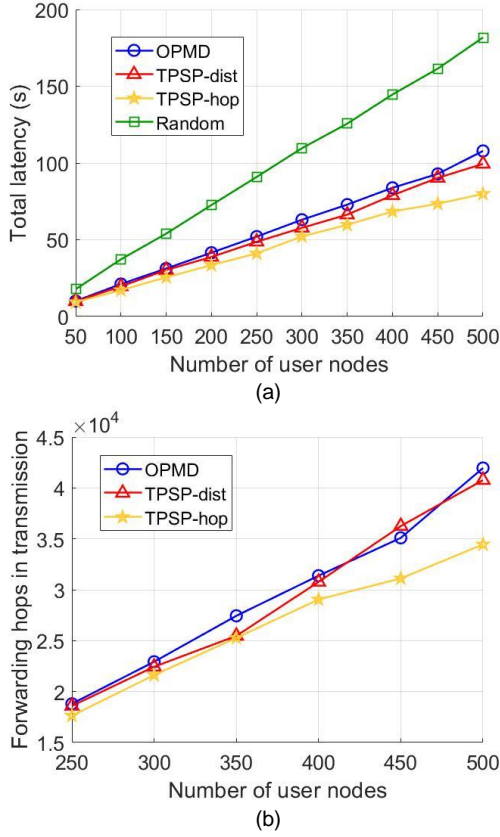 200
150
100
50
0
Total latency (s)
OPMD
TPSP-dist
TPSP-hop
Random
50 100 150 200 250 300 350 400 450 500
Number of user nodes
(a)
×10⁴
4.5
4
3.5
3
2.5
2
1.5
Forwarding hops in transmission
OPMD
TPSP-dist
TPSP-hop
250 300 350 400 450 500
Number of user nodes
(b)